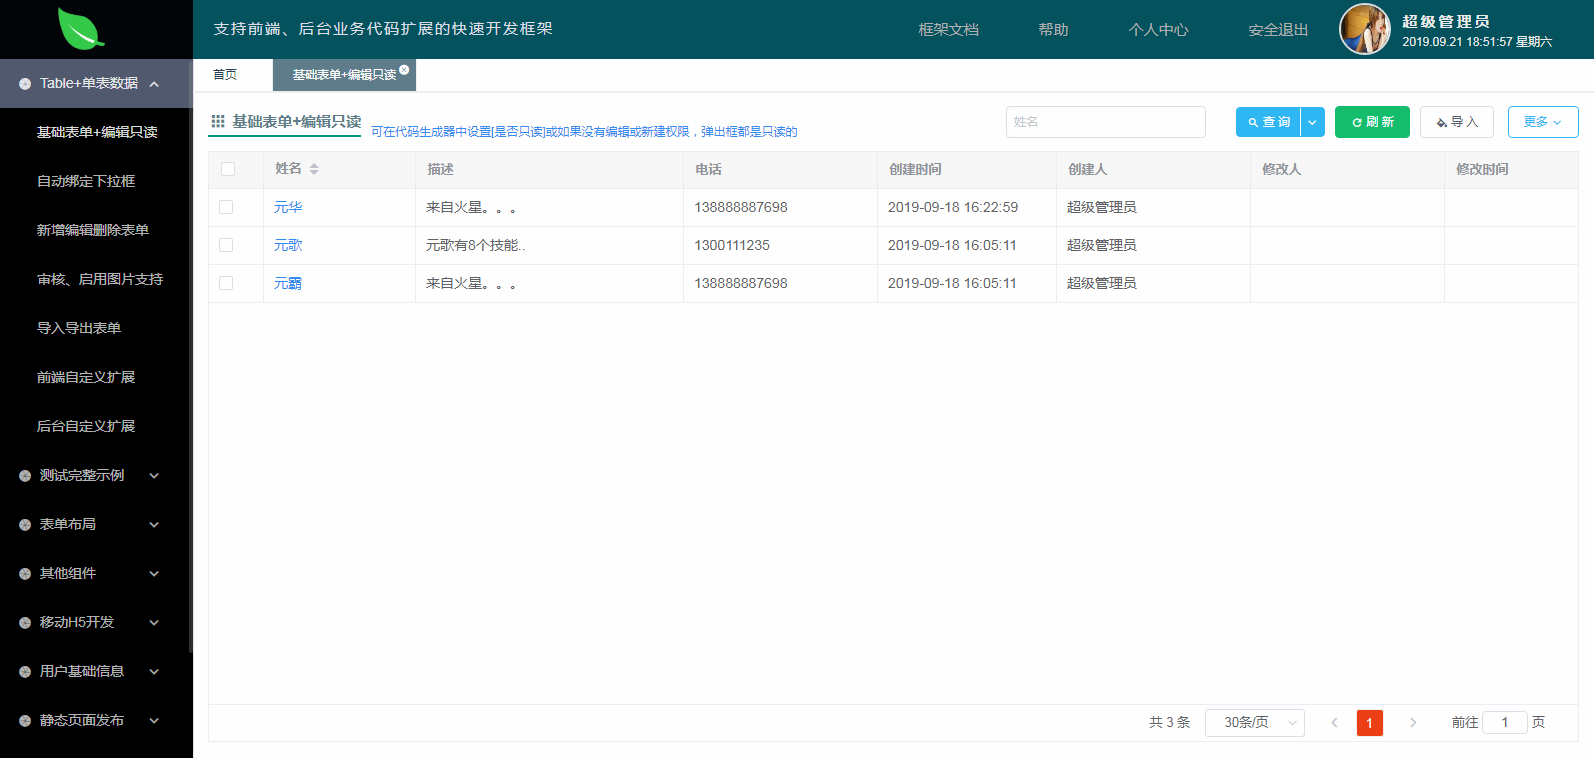 支持前端、后台业务代码扩展的快速开发框架
框架文档 帮助 个人中心 安全退出
超级管理员
2019.09.21 18:51:57 星期六
Table+单表数据
基础表单+编辑只读
自动绑定下拉框
新增编辑删除表单
审核、启用图片支持
导入导出表单
前端自定义扩展
后台自定义扩展
测试完整示例
表单布局
其他组件
移动H5开发
用户基础信息
静态页面发布
首页 基础表单+编辑只读
基础表单+编辑只读 可在代码生成器中设置[是否只读]或如果没有编辑或新建权限，弹出框都是只读的
姓名 查询 刷新 导入 更多
姓名 描述 电话 创建时间 创建人 修改人 修改时间
元华 来自火星。。。 138888887698 2019-09-18 16:22:59 超级管理员
元歌 元歌有8个技能.. 1300111235 2019-09-18 16:05:11 超级管理员
元霸 来自火星。。。 138888887698 2019-09-18 16:05:11 超级管理员
共 3 条 30条/页 1 前往 1 页